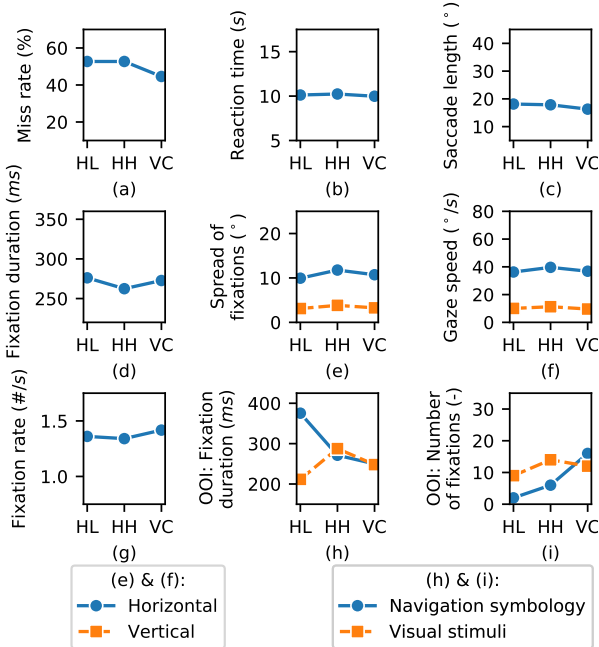 Miss rate (%)
60
40
20
HL HH VC
(a)
Reaction time (s)
15
10
5
HL HH VC
(b)
Saccade length (°)
40
30
20
10
HL HH VC
(c)
Fixation duration (ms)
350
300
250
HL HH VC
(d)
Spread of
fixations (°)
20
10
0
HL HH VC
(e)
Gaze speed (°/s)
80
60
40
20
0
HL HH VC
(f)
Fixation rate (#/s)
1.5
1.0
HL HH VC
(g)
OOI: Fixation
duration (ms)
400
300
200
HL HH VC
(h)
OOI: Number
of fixations (-)
30
20
10
0
HL HH VC
(i)
(e) & (f):
Horizontal
Vertical
(h) & (i):
Navigation symbology
Visual stimuli